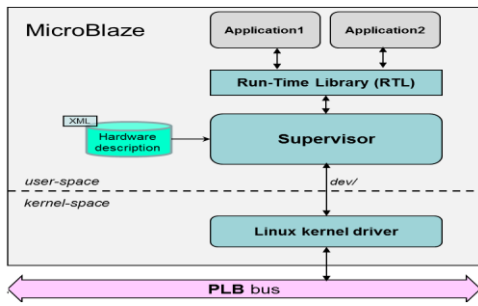 MicroBlaze
Application1
Application2
Run-Time Library (RTL)
XML
Hardware
description
Supervisor
user-space
dev/
kernel-space
Linux kernel driver
PLB bus